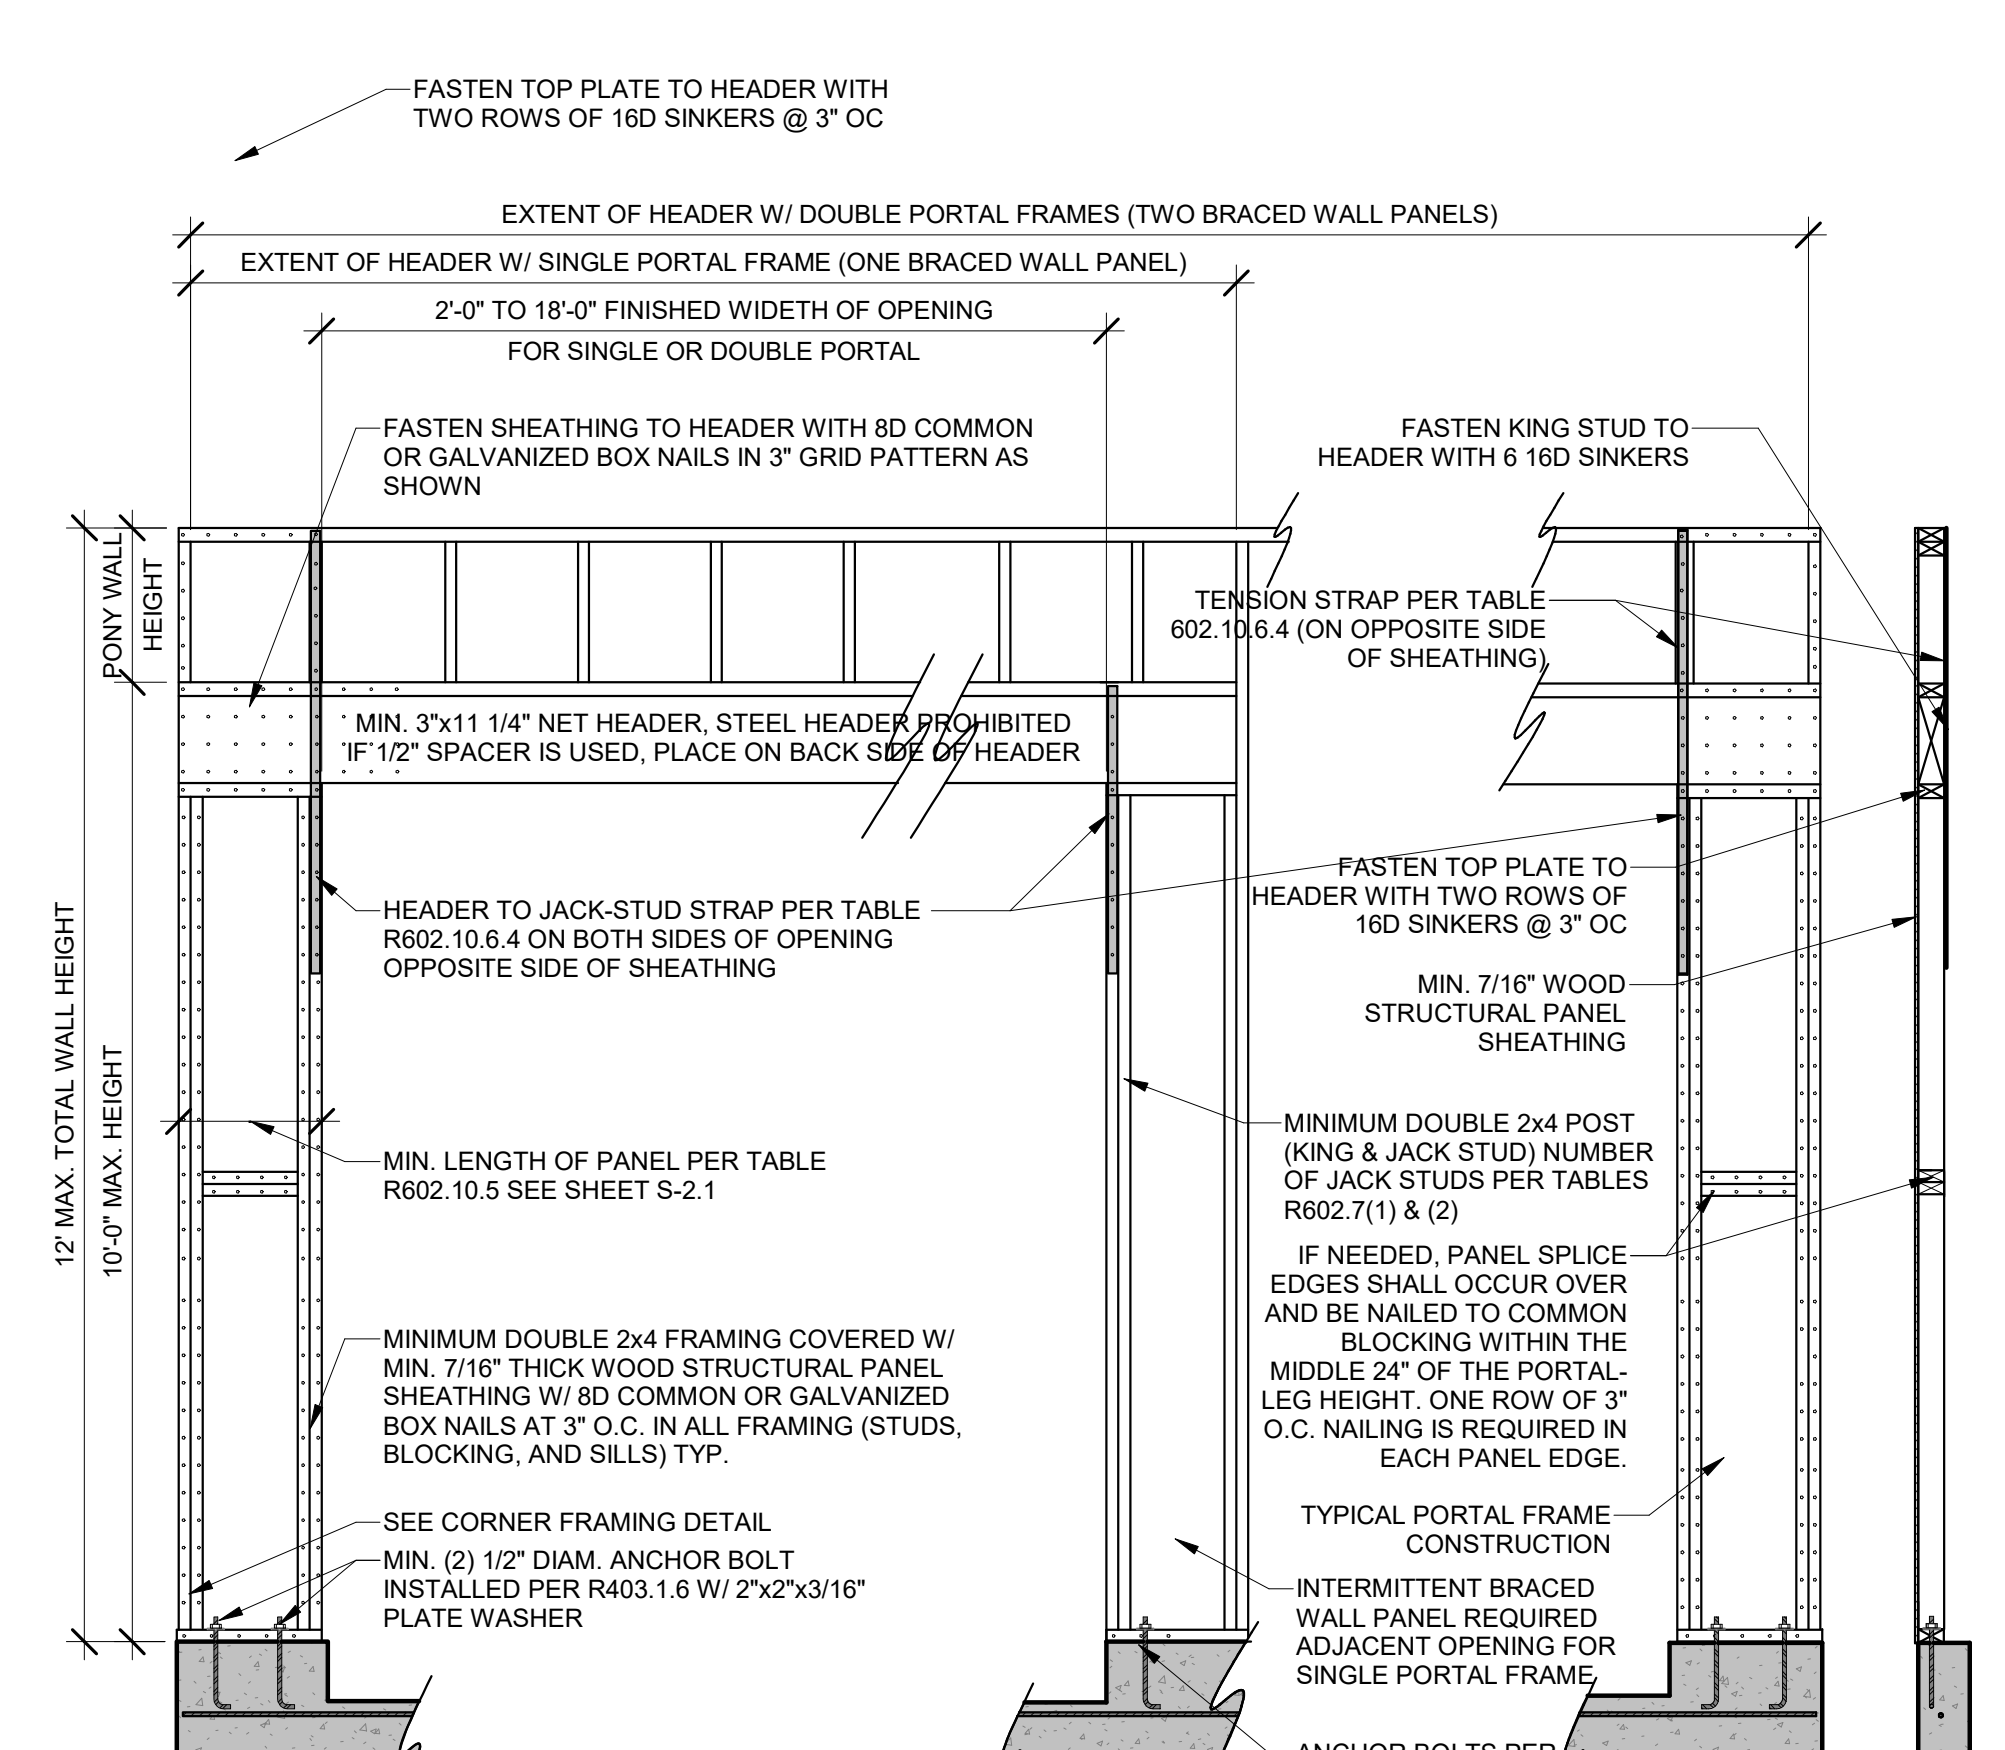 FASTEN TOP PLATE TO HEADER WITH
TWO ROWS OF 16D SINKERS @ 3" OC
EXTENT OF HEADER W/ DOUBLE PORTAL FRAMES (TWO BRACED WALL PANELS)
EXTENT OF HEADER W/ SINGLE PORTAL FRAME (ONE BRACED WALL PANEL)
2'-0" TO 18'-0" FINISHED WIDETH OF OPENING
FOR SINGLE OR DOUBLE PORTAL
FASTEN SHEATHING TO HEADER WITH 8D COMMON
OR GALVANIZED BOX NAILS IN 3" GRID PATTERN AS
SHOWN
FASTEN KING STUD TO
HEADER WITH 6 16D SINKERS
PONY WALL
HEIGHT
TENSION STRAP PER TABLE
602.10.6.4 (ON OPPOSITE SIDE
OF SHEATHING)
MIN. 3"x11 1/4" NET HEADER, STEEL HEADER PROHIBITED
IF 1/2" SPACER IS USED, PLACE ON BACK SIDE OF HEADER
12' MAX. TOTAL WALL HEIGHT
10'-0" MAX. HEIGHT
HEADER TO JACK-STUD STRAP PER TABLE
R602.10.6.4 ON BOTH SIDES OF OPENING
OPPOSITE SIDE OF SHEATHING
FASTEN TOP PLATE TO
HEADER WITH TWO ROWS OF
16D SINKERS @ 3" OC
MIN. 7/16" WOOD
STRUCTURAL PANEL
SHEATHING
MIN. LENGTH OF PANEL PER TABLE
R602.10.5 SEE SHEET S-2.1
MINIMUM DOUBLE 2x4 POST
(KING & JACK STUD) NUMBER
OF JACK STUDS PER TABLES
R602.7(1) & (2)
IF NEEDED, PANEL SPLICE
EDGES SHALL OCCUR OVER
AND BE NAILED TO COMMON
BLOCKING WITHIN THE
MIDDLE 24" OF THE PORTAL-
LEG HEIGHT. ONE ROW OF 3"
O.C. NAILING IS REQUIRED IN
EACH PANEL EDGE.
MINIMUM DOUBLE 2x4 FRAMING COVERED W/
MIN. 7/16" THICK WOOD STRUCTURAL PANEL
SHEATHING W/ 8D COMMON OR GALVANIZED
BOX NAILS AT 3" O.C. IN ALL FRAMING (STUDS,
BLOCKING, AND SILLS) TYP.
TYPICAL PORTAL FRAME
CONSTRUCTION
SEE CORNER FRAMING DETAIL
MIN. (2) 1/2" DIAM. ANCHOR BOLT
INSTALLED PER R403.1.6 W/ 2"x2"x3/16"
PLATE WASHER
INTERMITTENT BRACED
WALL PANEL REQUIRED
ADJACENT OPENING FOR
SINGLE PORTAL FRAME
ANCHOR BOLTS PER